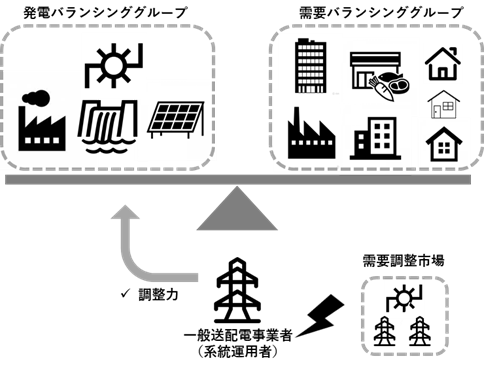 発電バランシンググループ
需要バランシンググループ
✓ 調整力
需要調整市場
一般送配電事業者
（系統運用者）